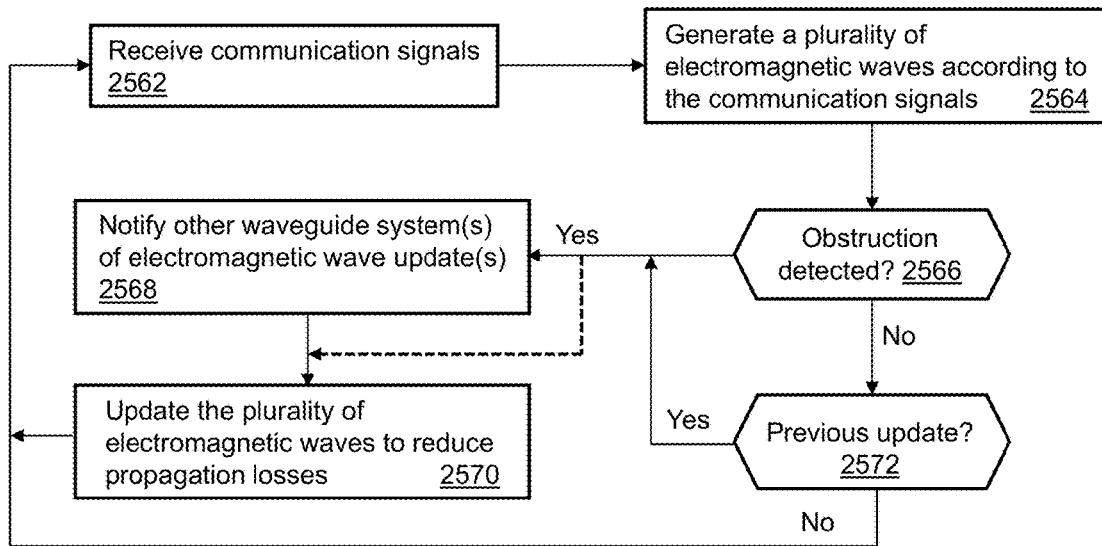 Receive communication signals
2562
Generate a plurality of
electromagnetic waves according to
the communication signals 2564
Notify other waveguide system(s)
of electromagnetic wave update(s)
2568
Yes
Obstruction
detected? 2566
No
Update the plurality of
electromagnetic waves to reduce
propagation losses 2570
Yes
Previous update?
2572
No